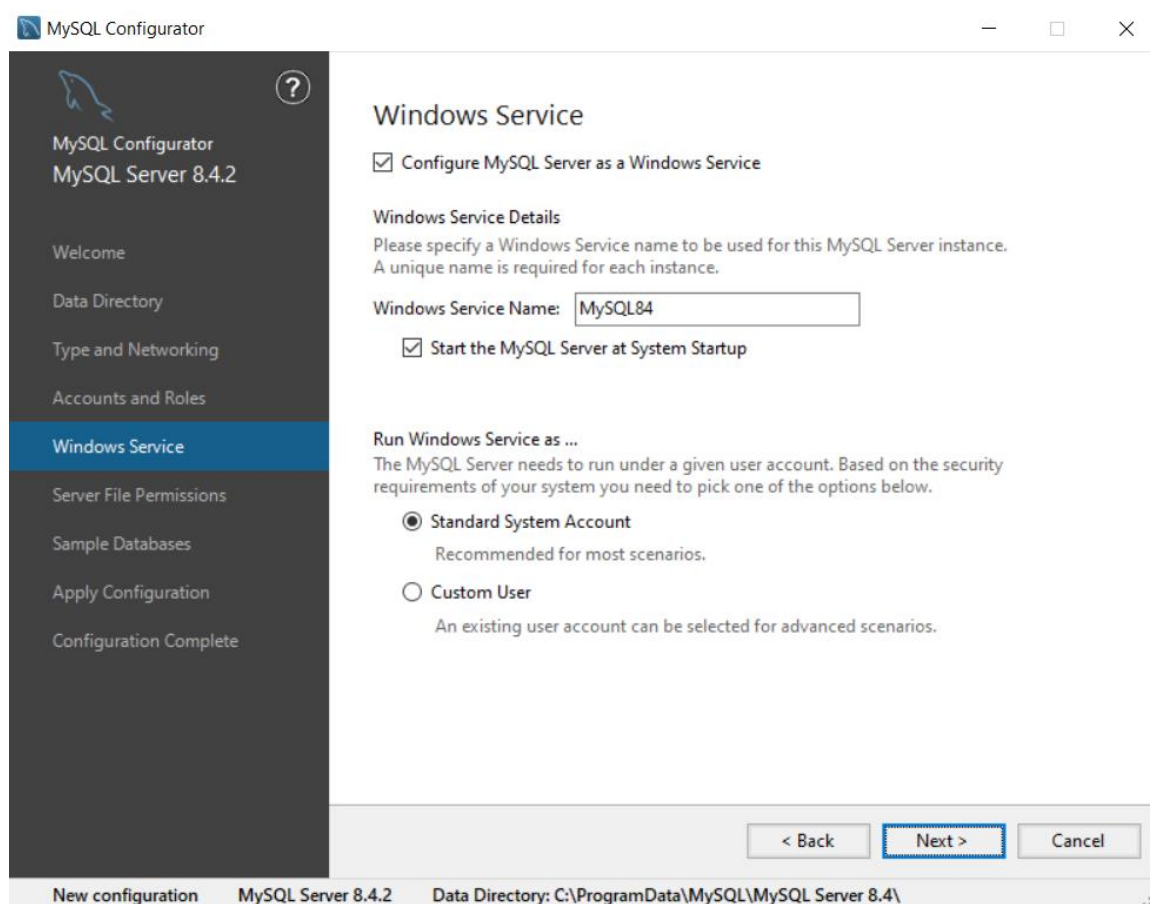 MySQL Configurator
?
MySQL Configurator
MySQL Server 8.4.2
Welcome
Data Directory
Type and Networking
Accounts and Roles
Windows Service
Server File Permissions
Sample Databases
Apply Configuration
Configuration Complete
Windows Service
Configure MySQL Server as a Windows Service
Windows Service Details
Please specify a Windows Service name to be used for this MySQL Server instance.
A unique name is required for each instance.
Windows Service Name: MySQL84
Start the MySQL Server at System Startup
Run Windows Service as ...
The MySQL Server needs to run under a given user account. Based on the security
requirements of your system you need to pick one of the options below.
Standard System Account
Recommended for most scenarios.
Custom User
An existing user account can be selected for advanced scenarios.
< Back Next > Cancel
New configuration MySQL Server 8.4.2 Data Directory: C:\ProgramData\MySQL\MySQL Server 8.4\